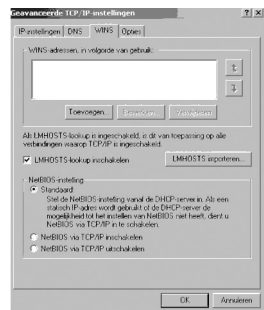 Geavanceerde TCP/IP-instellingen
IP-instellingen DNS WINS Opties
WINS-adressen, in volgorde van gebruik:
Toevoegen... Bewerken... Verwijderen
Als LMHOSTS-lookup is ingeschakeld, is dit van toepassing op alle
verbindingen waarop TCP/IP is ingeschakeld.
LMHOSTS-lookup inschakelen LMHOSTS importeren...
NetBIOS-instelling
Standaard:
Stel de NetBIOS-instelling vanaf de DHCP-server in. Als een
statisch IP-adres wordt gebruikt of de DHCP-server de
mogelijkheid tot het instellen van NetBIOS niet heeft, dient u
NetBIOS via TCP/IP in te schakelen.
NetBIOS via TCP/IP inschakelen
NetBIOS via TCP/IP uitschakelen
OK Annuleren